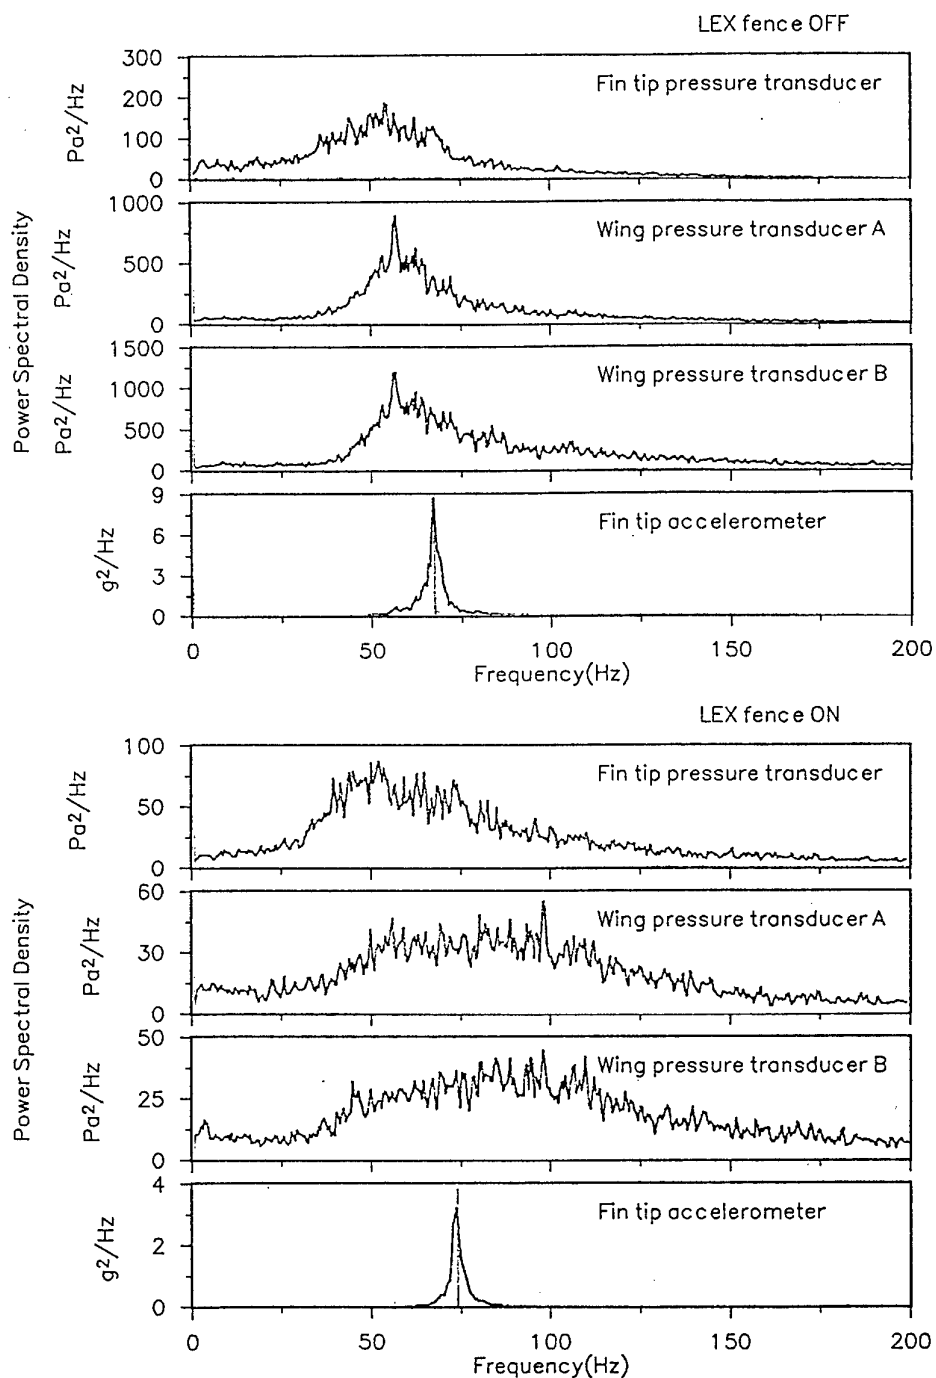 LEX fence OFF
Power Spectral Density
Pa²/Hz
300
200
100
0
Fin tip pressure transducer
Pa²/Hz
1000
500
0
Wing pressure transducer A
Pa²/Hz
1500
1000
500
0
Wing pressure transducer B
g²/Hz
9
6
3
0
Fin tip accelerometer
0 50 100 150 200
Frequency(Hz)
LEX fence ON
Power Spectral Density
Pa²/Hz
100
50
0
Fin tip pressure transducer
Pa²/Hz
60
30
0
Wing pressure transducer A
Pa²/Hz
50
25
0
Wing pressure transducer B
g²/Hz
4
2
0
Fin tip accelerometer
0 50 100 150 200
Frequency(Hz)